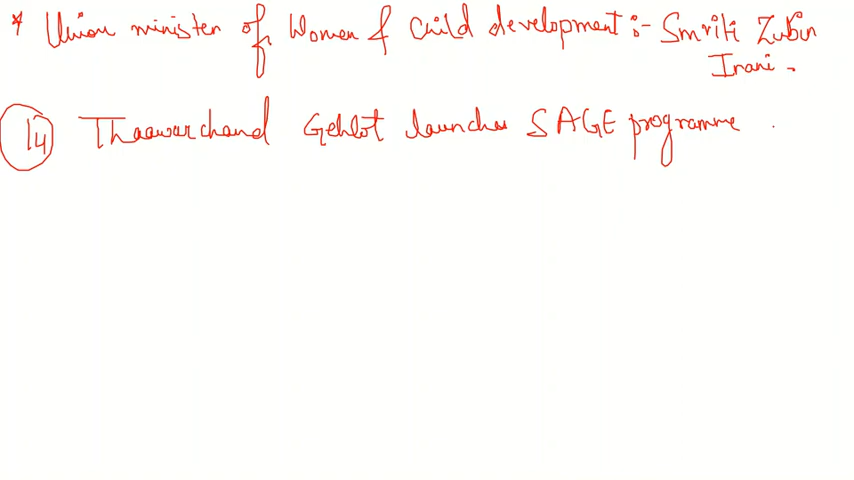 * Union minister of Women & Child development :- Smriti Zubin
Irani.
14 Thaawarchand Gehlot launches SAGE programme.